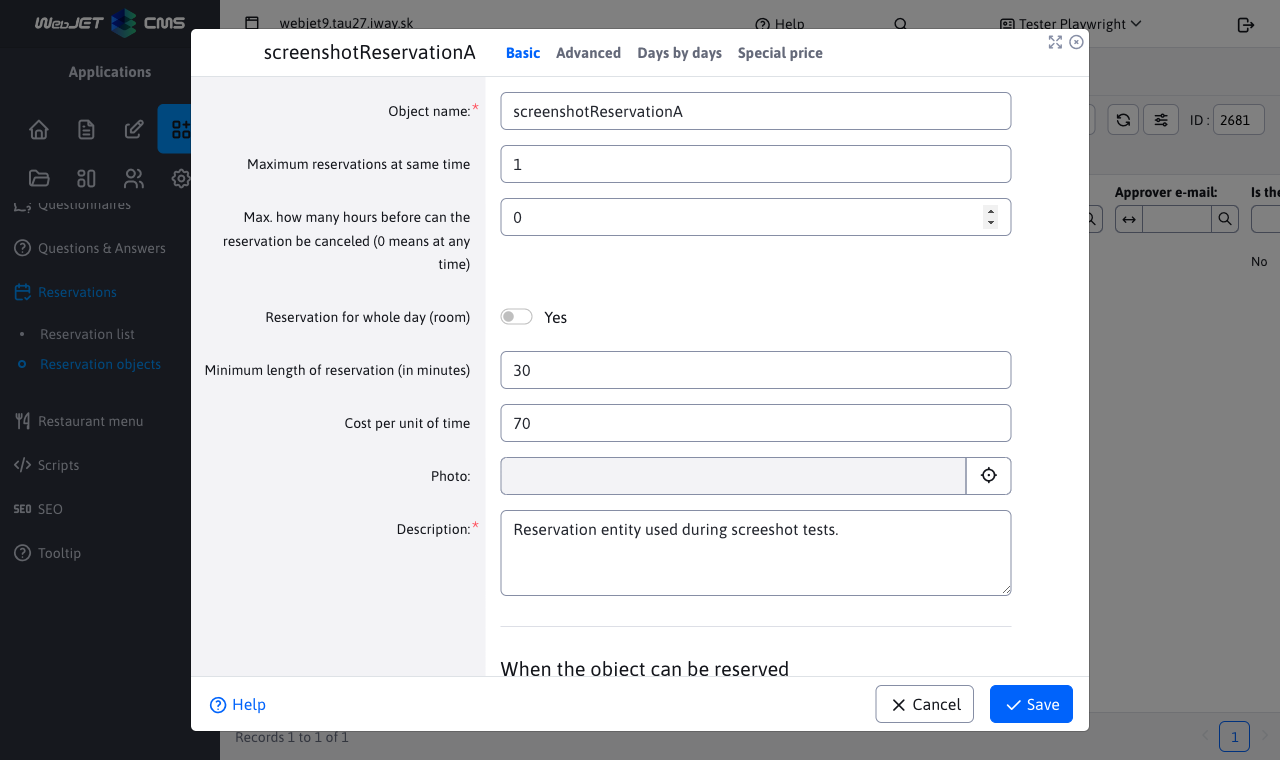 WebJET CMS
webjet9.tau27.iway.sk
Help
Tester Playwright
Applications
ID : 2681
Questionnaires
Questions & Answers
Reservations
Reservation list
Reservation objects
Restaurant menu
Scripts
SEO SEO
Tooltip
Approver e-mail:
Is the
No
screenshotReservationA
Basic Advanced Days by days Special price
Object name:* screenshotReservationA
Maximum reservations at same time 1
Max. how many hours before can the 0
reservation be canceled (0 means at any
time)
Reservation for whole day (room) Yes
Minimum length of reservation (in minutes) 30
Cost per unit of time 70
Photo:
Description:* Reservation entity used during screeshot tests.
When the object can be reserved
Help
Cancel
Save
Records 1 to 1 of 1
1